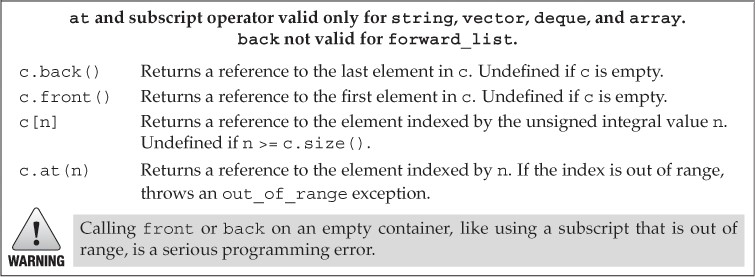 at and subscript operator valid only for string, vector, deque, and array.
back not valid for forward_list.
c.back() Returns a reference to the last element in c. Undefined if c is empty.
c.front() Returns a reference to the first element in c. Undefined if c is empty.
c[n] Returns a reference to the element indexed by the unsigned integral value n.
Undefined if n >= c.size().
c.at(n) Returns a reference to the element indexed by n. If the index is out of range,
throws an out_of_range exception.
Calling front or back on an empty container, like using a subscript that is out of
range, is a serious programming error.
!
WARNING